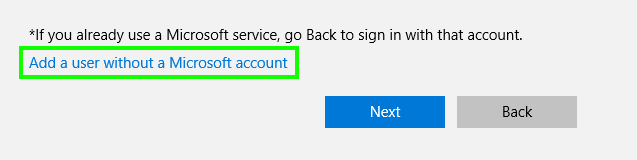 *If you already use a Microsoft service, go Back to sign in with that account.
Add a user without a Microsoft account
Next Back